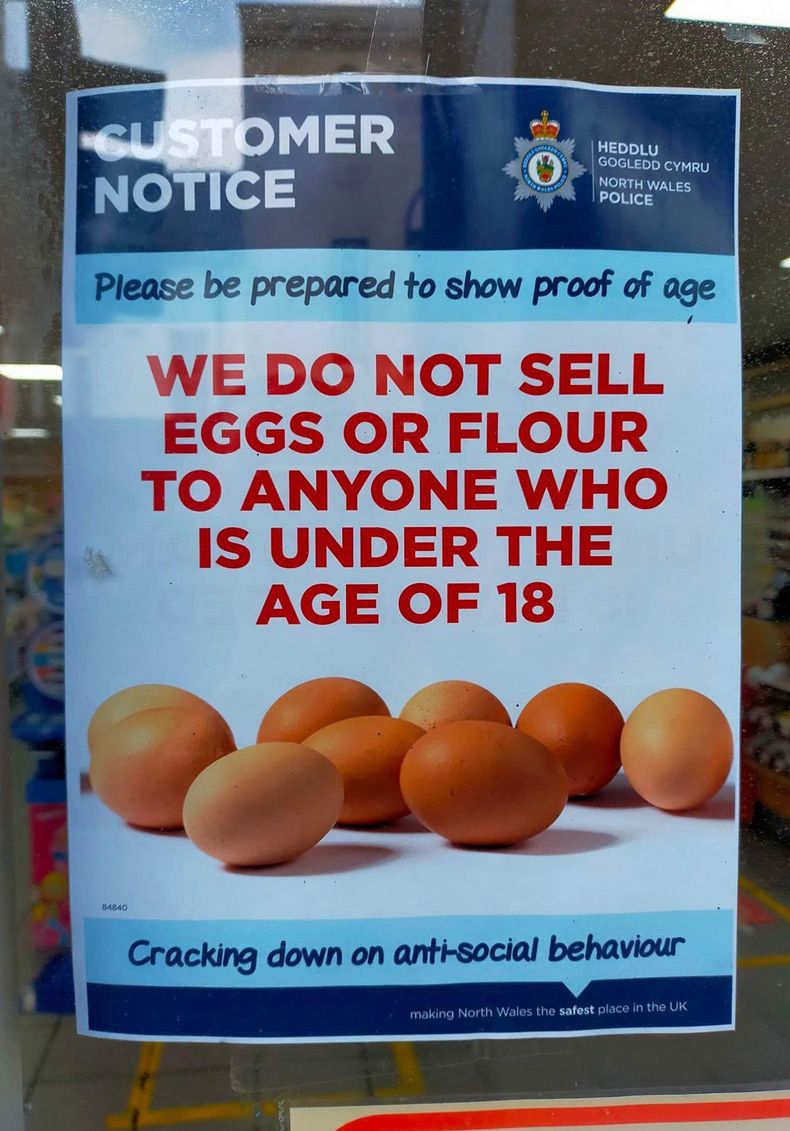 CUSTOMER
NOTICE
HEDDLU
GOGLEDD CYMRU
NORTH WALES
POLICE
Please be prepared to show proof of age
WE DO NOT SELL
EGGS OR FLOUR
TO ANYONE WHO
IS UNDER THE
AGE OF 18
84840
Cracking down on anti-social behaviour
making North Wales the safest place in the UK